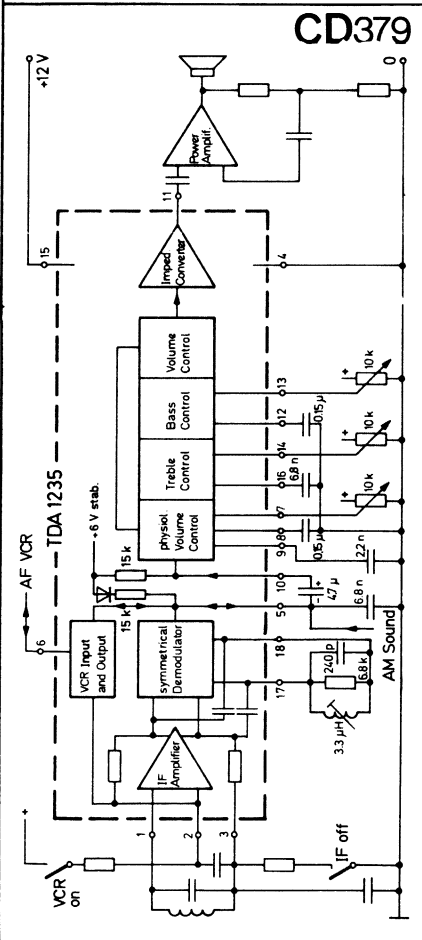 CD379
+12 V
0
Power
Amplif.
11
15
4
Imped
Converter
TDA 1235
Volume
Control
Bass
Control
Treble
Control
physiol.
Volume
Control
13
12
14
16
7
8
9
10 k
10 k
10 k
0.15 µ
6.8 n
0.15 µ
2.2 n
+6 V stab.
15 k
15 k
AF VCR
6
VCR Input
and Output
symmetrical
Demodulator
10
5
47 µ
6.8 n
AM Sound
18
17
240 p
6.8 k
3.3 µH
IF
Amplifier
1
2
3
+
VCR
on
IF off